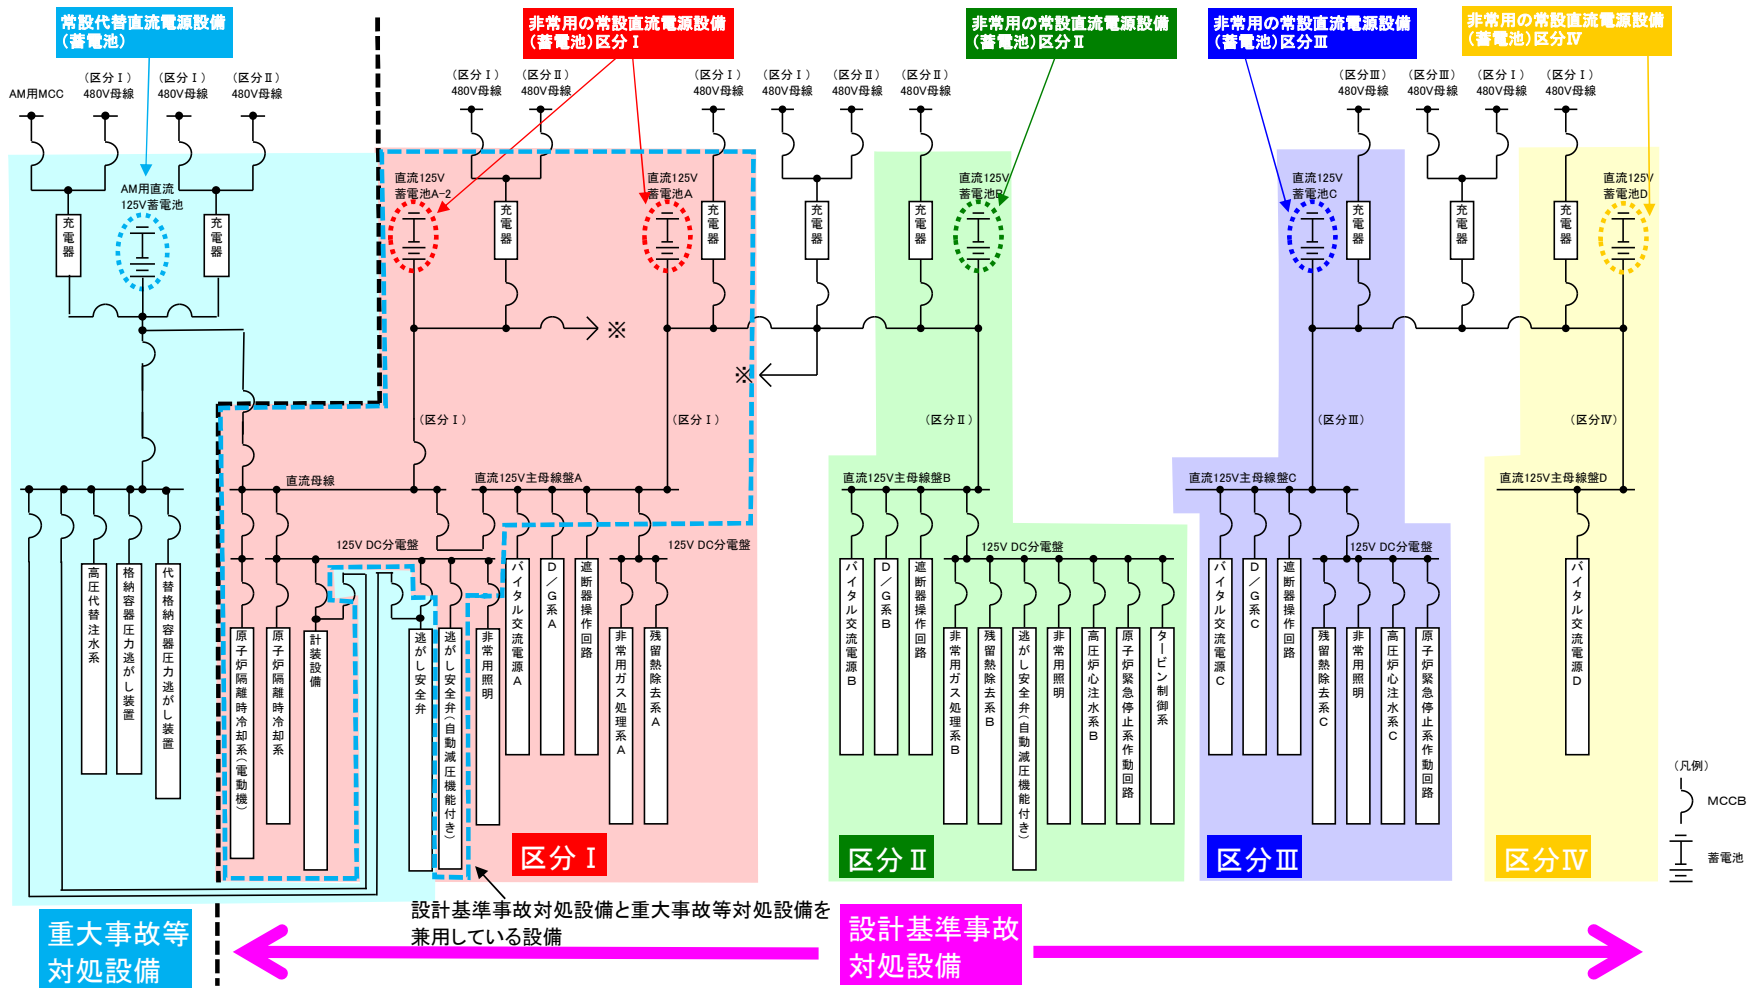 常設代替直流電源設備
(蓄電池)
非常用の常設直流電源設備
(蓄電池)区分Ⅰ
非常用の常設直流電源設備
(蓄電池)区分Ⅱ
非常用の常設直流電源設備
(蓄電池)区分Ⅲ
非常用の常設直流電源設備
(蓄電池)区分Ⅳ
AM用MCC
(区分Ⅰ)
480V母線
(区分Ⅰ)
480V母線
(区分Ⅱ)
480V母線
(区分Ⅰ)
480V母線
(区分Ⅱ)
480V母線
(区分Ⅰ)
480V母線
(区分Ⅰ)
480V母線
(区分Ⅱ)
480V母線
(区分Ⅱ)
480V母線
(区分Ⅲ)
480V母線
(区分Ⅲ)
480V母線
(区分Ⅰ)
480V母線
(区分Ⅰ)
480V母線
AM用直流
125V蓄電池
直流125V
蓄電池A-2
直流125V
蓄電池A
直流125V
蓄電池B
直流125V
蓄電池C
直流125V
蓄電池D
充電器
充電器
充電器
充電器
充電器
充電器
充電器
充電器
充電器
※
※
(区分Ⅰ)
(区分Ⅰ)
(区分Ⅱ)
(区分Ⅲ)
(区分Ⅳ)
直流母線
直流125V主母線盤A
直流125V主母線盤B
直流125V主母線盤C
直流125V主母線盤D
125V DC分電盤
125V DC分電盤
125V DC分電盤
125V DC分電盤
高圧代替注水系
格納容器圧力逃がし装置
代替格納容器圧力逃がし装置
原子炉隔離時冷却系(電動機)
原子炉隔離時冷却系
計装設備
逃がし安全弁
逃がし安全弁(自動減圧機能付き)
非常用照明
バイタル交流電源A
D/G系A
遮断器操作回路
非常用ガス処理系A
残留熱除去系A
バイタル交流電源B
D/G系B
遮断器操作回路
非常用ガス処理系B
残留熱除去系B
逃がし安全弁(自動減圧機能付き)
非常用照明
高圧炉心注水系B
原子炉緊急停止系作動回路
タービン制御系
バイタル交流電源C
D/G系C
遮断器操作回路
残留熱除去系C
非常用照明
高圧炉心注水系C
原子炉緊急停止系作動回路
バイタル交流電源D
(凡例)
MCCB
蓄電池
区分Ⅰ
区分Ⅱ
区分Ⅲ
区分Ⅳ
設計基準事故対処設備と重大事故等対処設備を
兼用している設備
重大事故等
対処設備
設計基準事故
対処設備